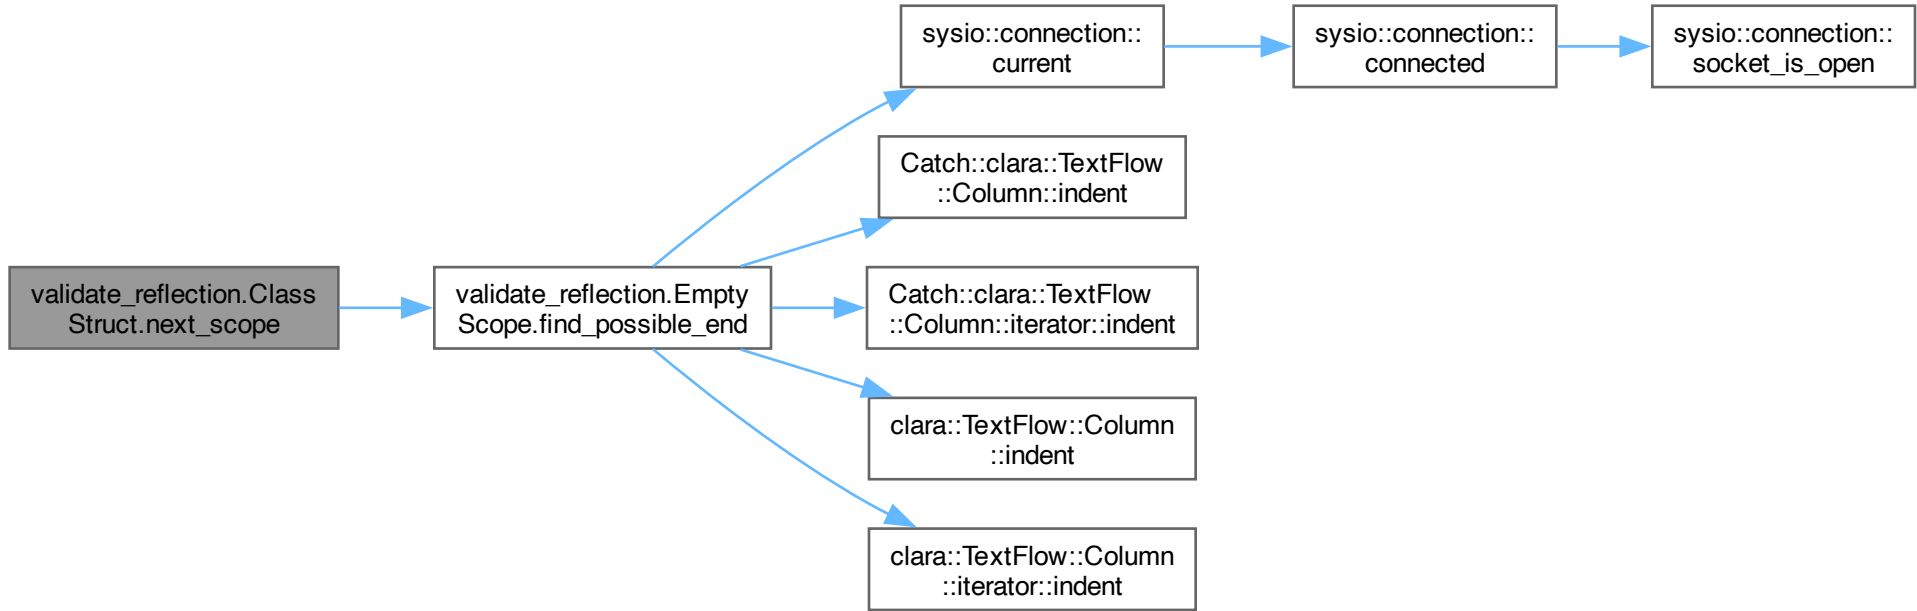 sysio::connection::
current
sysio::connection::
connected
sysio::connection::
socket_is_open
Catch::clara::TextFlow
::Column::indent
validate_reflection.Class
Struct.next_scope
validate_reflection.Empty
Scope.find_possible_end
Catch::clara::TextFlow
::Column::iterator::indent
clara::TextFlow::Column
::indent
clara::TextFlow::Column
::iterator::indent